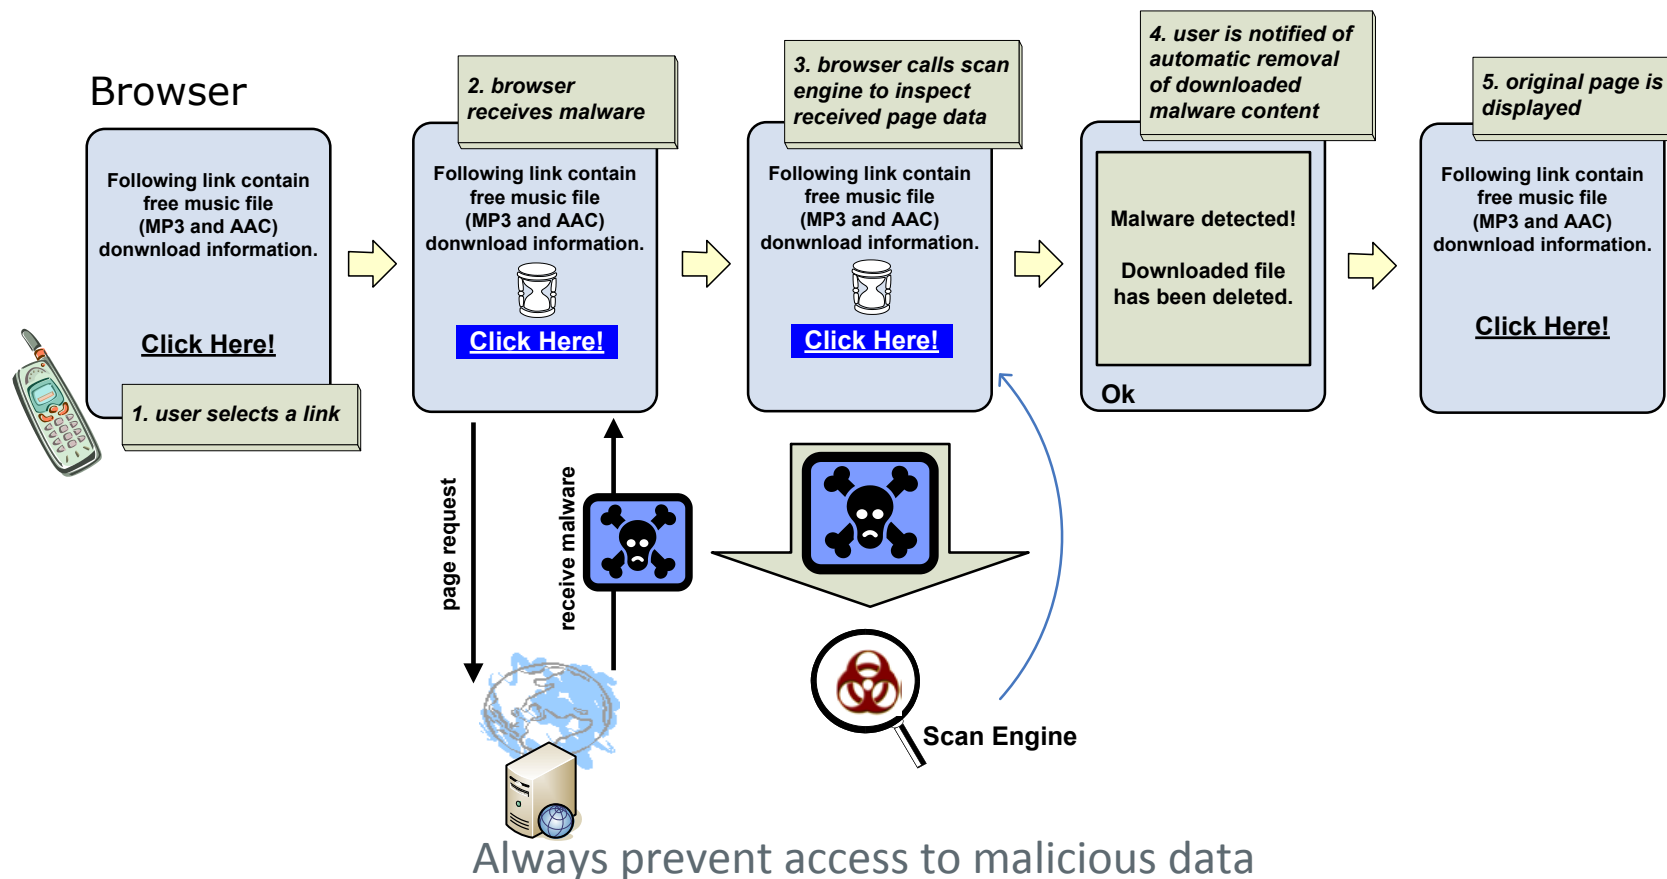 Browser
Following link contain
free music file
(MP3 and AAC)
donwnload information.
Click Here!
1. user selects a link
2. browser
receives malware
Following link contain
free music file
(MP3 and AAC)
donwnload information.
Click Here!
page request
receive malware
3. browser calls scan
engine to inspect
received page data
Following link contain
free music file
(MP3 and AAC)
donwnload information.
Click Here!
Scan Engine
4. user is notified of
automatic removal
of downloaded
malware content
Malware detected!
Downloaded file
has been deleted.
Ok
5. original page is
displayed
Following link contain
free music file
(MP3 and AAC)
donwnload information.
Click Here!
Always prevent access to malicious data